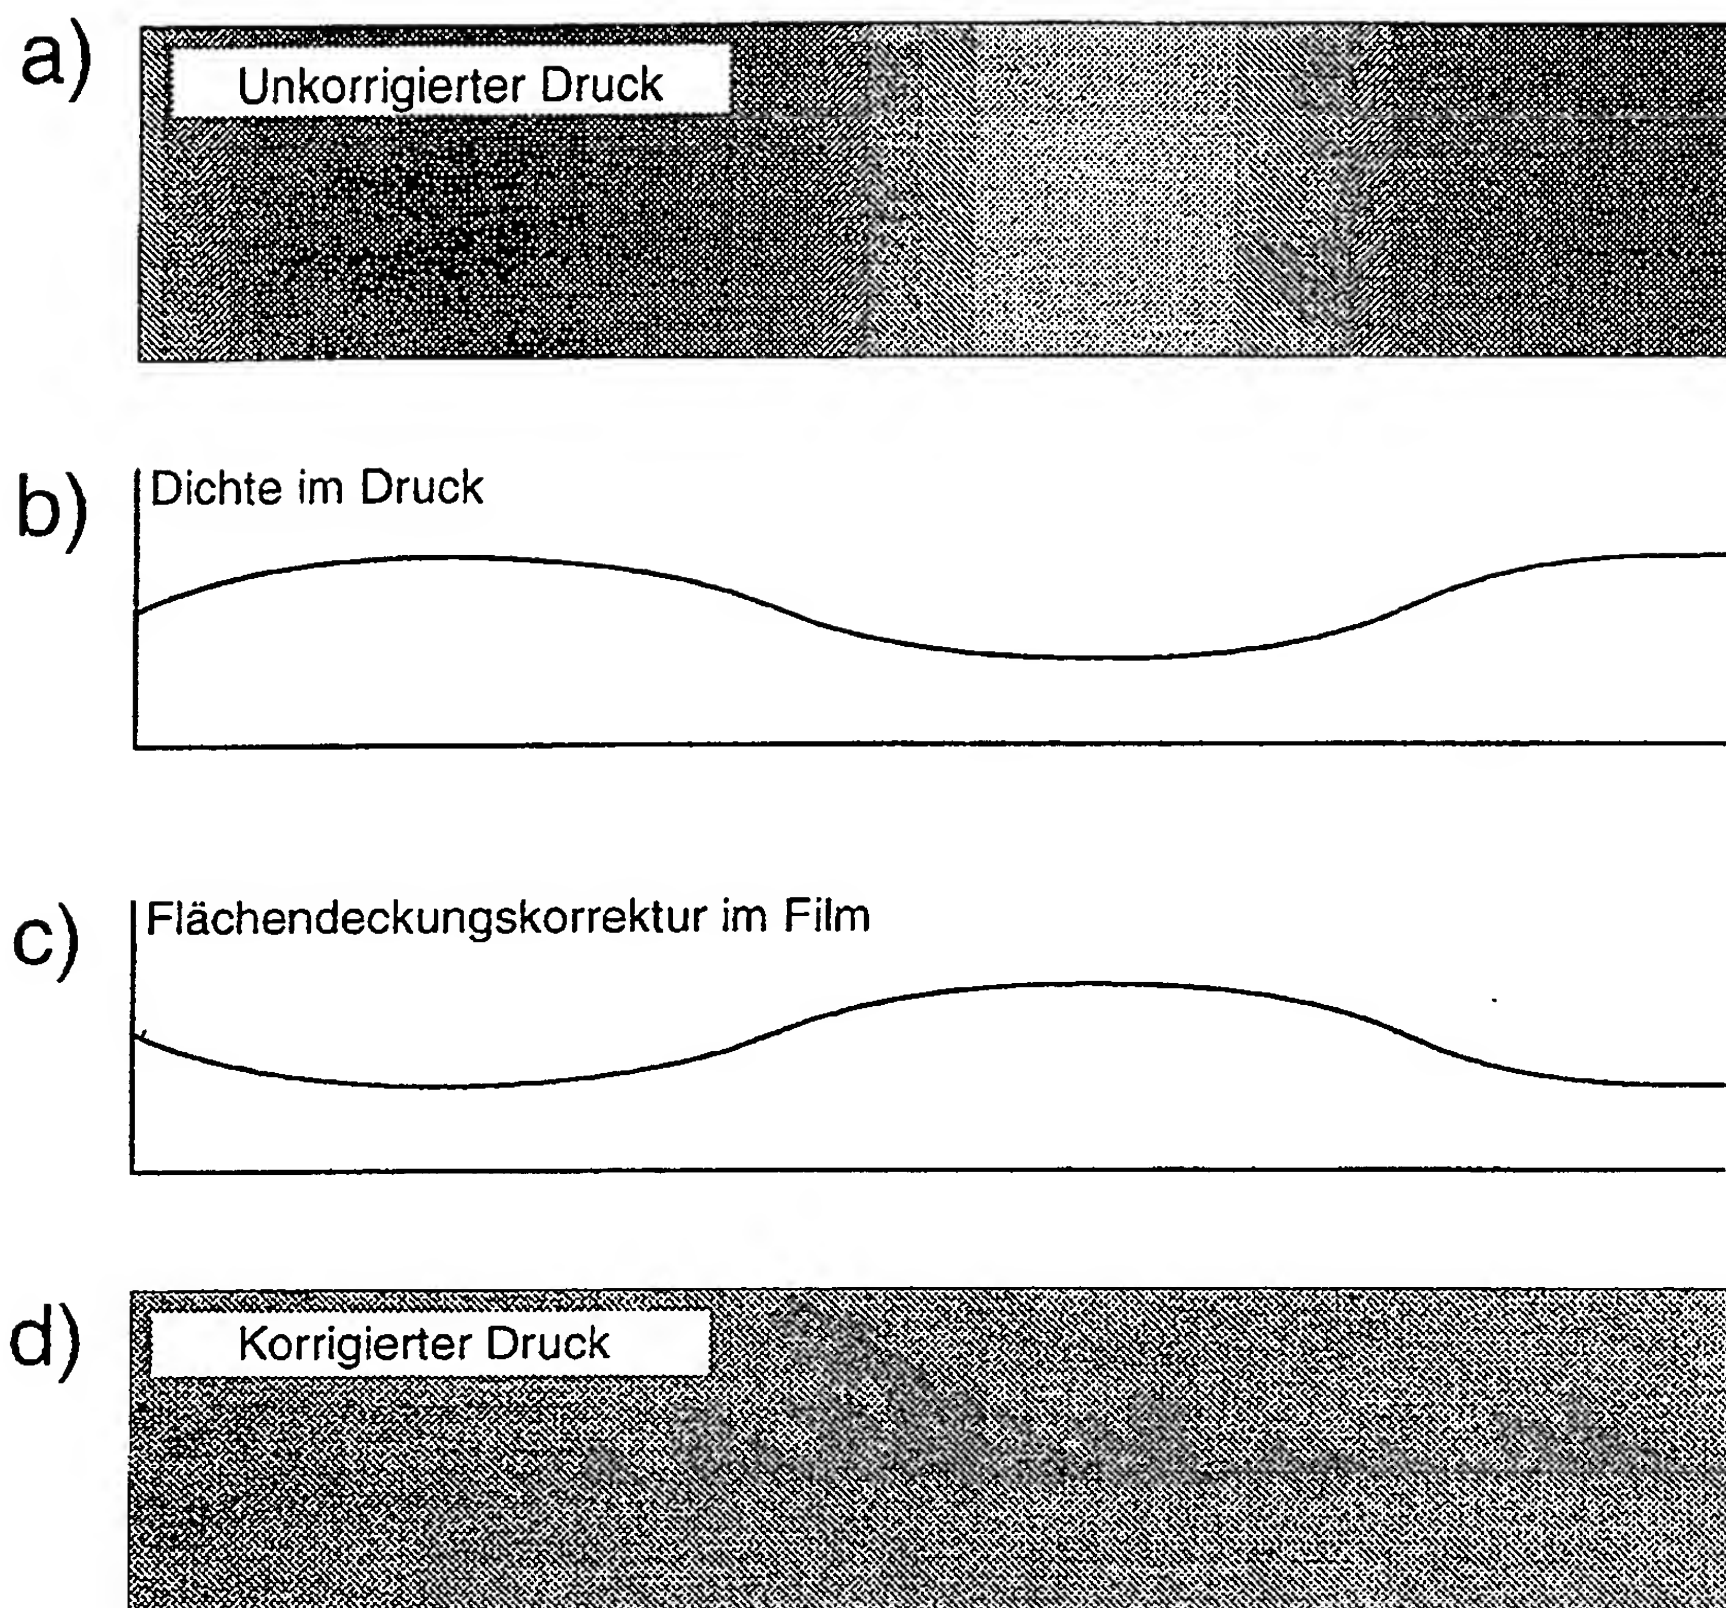 a)
Unkorrigierter Druck
b)
Dichte im Druck
c)
Flächendeckungskorrektur im Film
d)
Korrigierter Druck